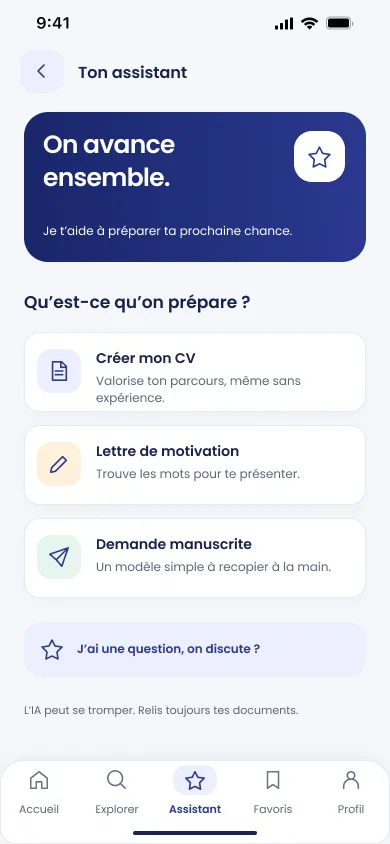 9:41
Ton assistant
On avance
ensemble.
Je t’aide à préparer ta prochaine chance.
Qu’est-ce qu’on prépare ?
Créer mon CV
Valorise ton parcours, même sans
expérience.
Lettre de motivation
Trouve les mots pour te présenter.
Demande manuscrite
Un modèle simple à recopier à la main.
J’ai une question, on discute ?
L’IA peut se tromper. Relis toujours tes documents.
Accueil Explorer Assistant Favoris Profil